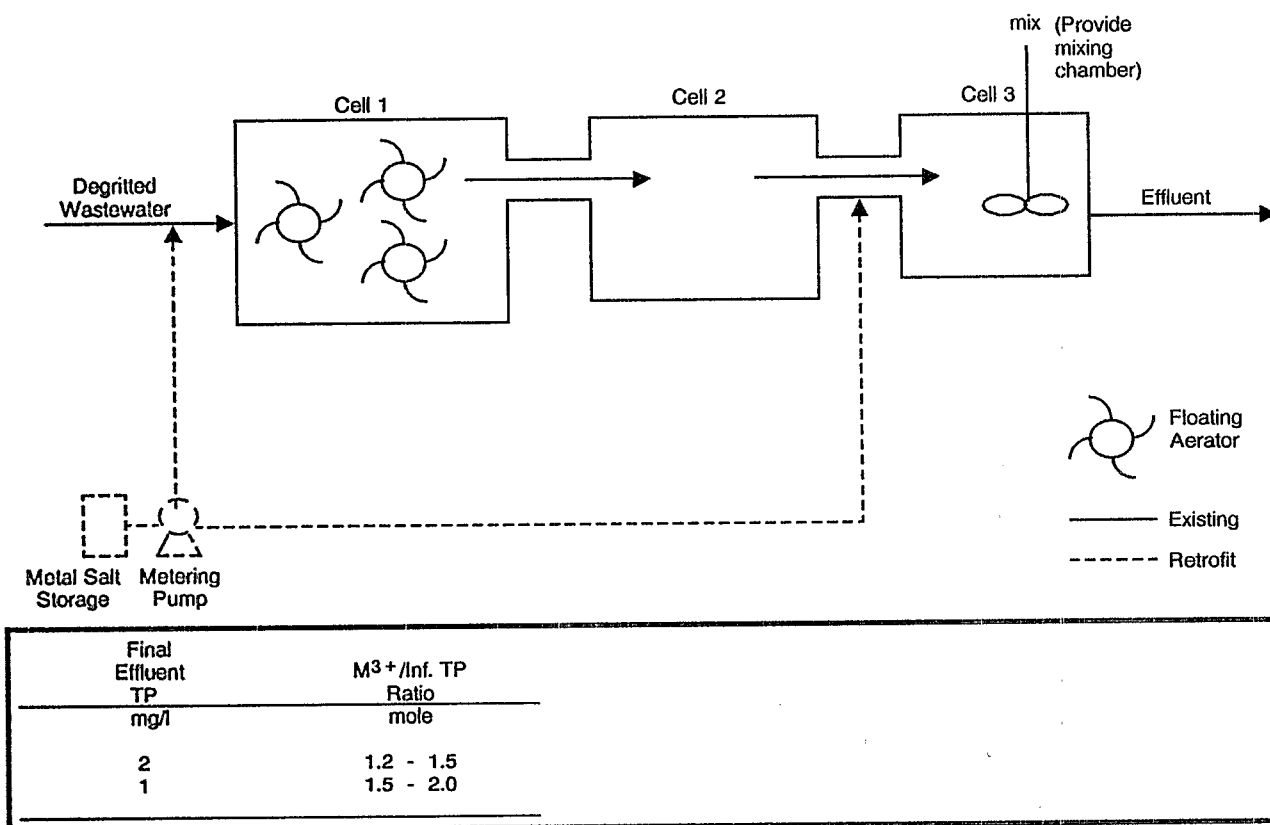 mix (Provide
mixing
chamber)
Cell 1
Cell 2
Cell 3
Degritted
Wastewater
Effluent
Floating
Aerator
Existing
Retrofit
Metal Salt
Storage
Metering
Pump
Final
Effluent
TP
M3+/Inf. TP
Ratio
mg/l
mole
2 1.2 - 1.5
1 1.5 - 2.0